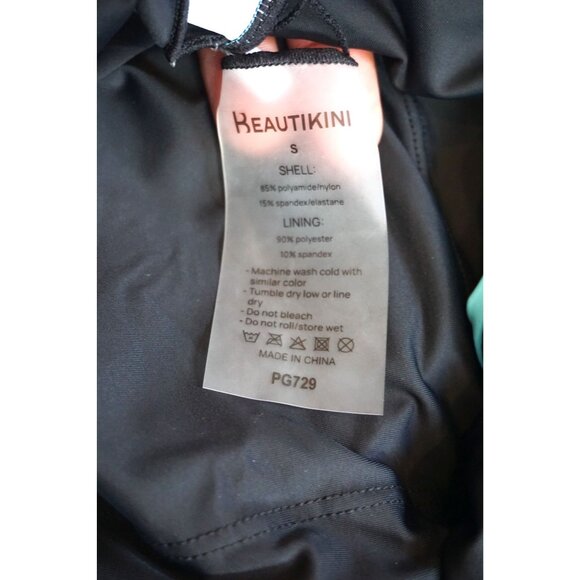 BEAUTIKINI
S
SHELL:
85% polyamide/nylon
15% spandex/elastane
LINING:
90% polyester
10% spandex
- Machine wash cold with
similar color
- Tumble dry low or line
dry
- Do not bleach
- Do not roll/store wet
MADE IN CHINA
PG729